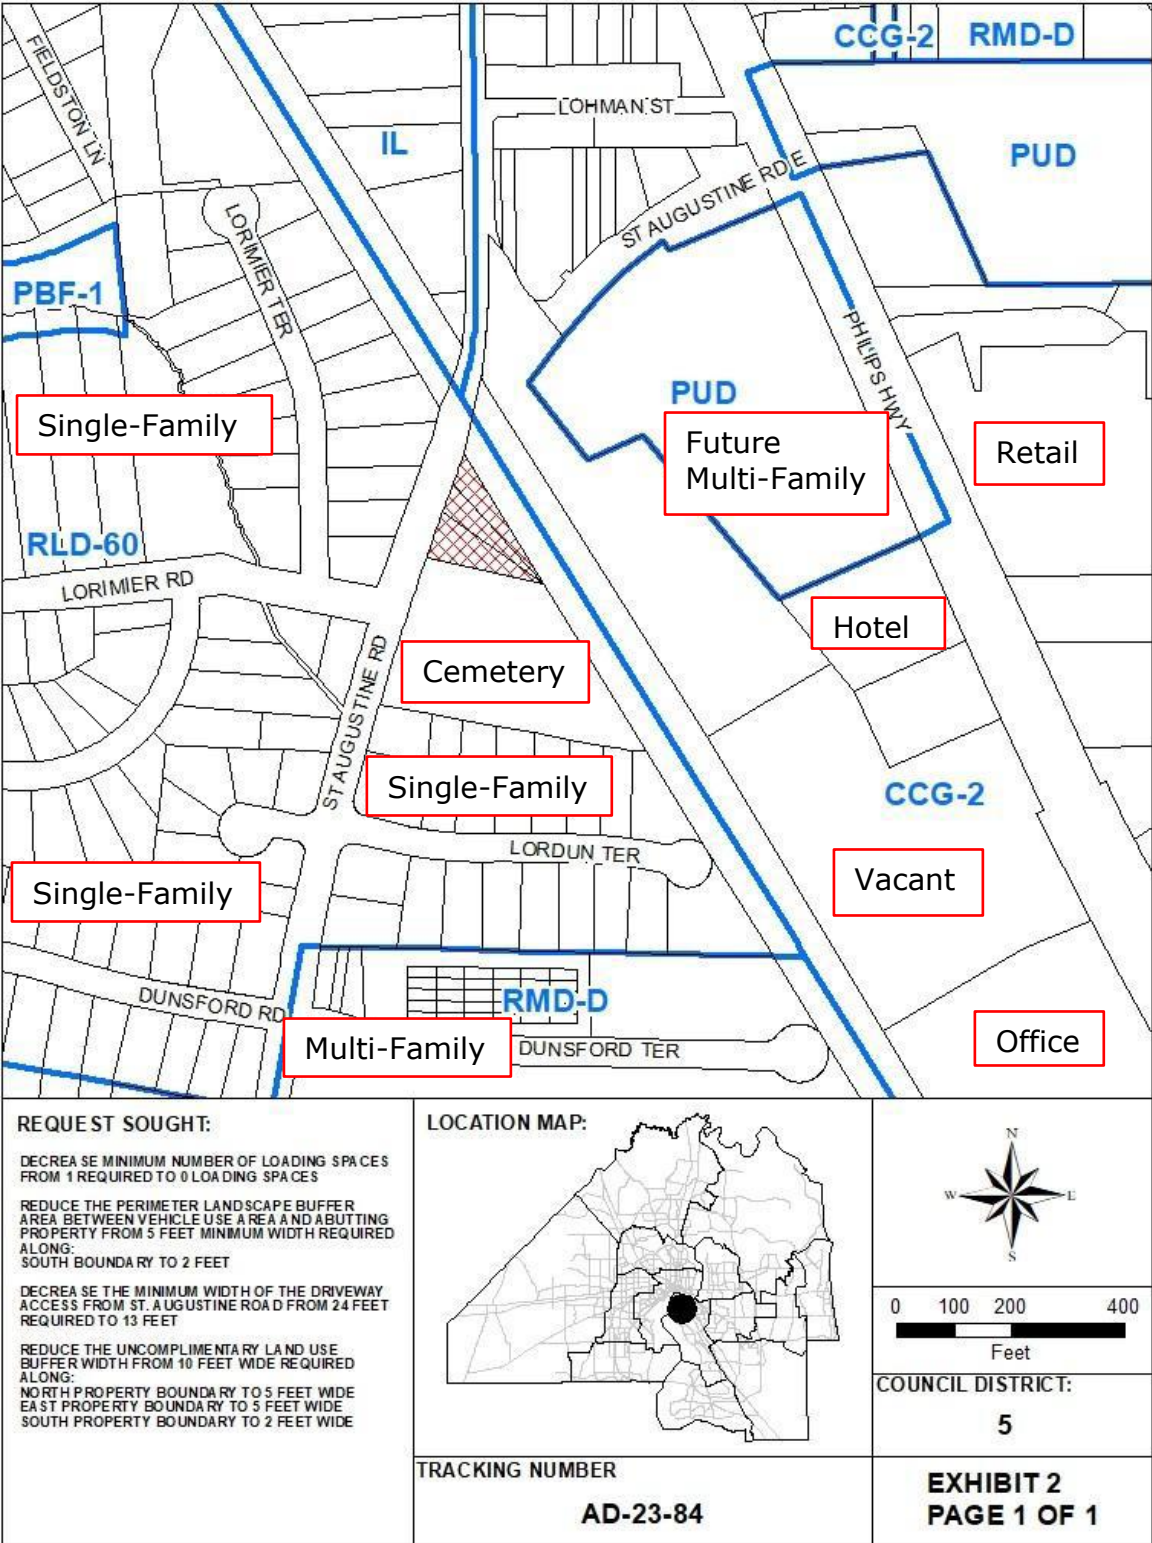 CCG-2
RMD-D
FIELDSTON LN
LOHMAN ST
IL
PUD
ST AUGUSTINE RD E
LORIMIER TER
PBF-1
PHILIPS HWY
PUD
Single-Family
Future
Multi-Family
Retail
RLD-60
LORIMIER RD
Hotel
Cemetery
ST AUGUSTINE RD
Single-Family
CCG-2
LORDUN TER
Vacant
Single-Family
DUNSFORD RD
RMD-D
Multi-Family
DUNSFORD TER
Office
REQUEST SOUGHT:
DECREASE MINIMUM NUMBER OF LOADING SPACES
FROM 1 REQUIRED TO 0 LOADING SPACES
REDUCE THE PERIMETER LANDSCAPE BUFFER
AREA BETWEEN VEHICLE USE AREA AND ABUTTING
PROPERTY FROM 5 FEET MINIMUM WIDTH REQUIRED
ALONG:
SOUTH BOUNDARY TO 2 FEET
DECREASE THE MINIMUM WIDTH OF THE DRIVEWAY
ACCESS FROM ST. AUGUSTINE ROAD FROM 24 FEET
REQUIRED TO 13 FEET
REDUCE THE UNCOMPLIMENTARY LAND USE
BUFFER WIDTH FROM 10 FEET WIDE REQUIRED
ALONG:
NORTH PROPERTY BOUNDARY TO 5 FEET WIDE
EAST PROPERTY BOUNDARY TO 5 FEET WIDE
SOUTH PROPERTY BOUNDARY TO 2 FEET WIDE
LOCATION MAP:
N
W E
S
0 100 200 400
Feet
COUNCIL DISTRICT:
5
TRACKING NUMBER
AD-23-84
EXHIBIT 2
PAGE 1 OF 1